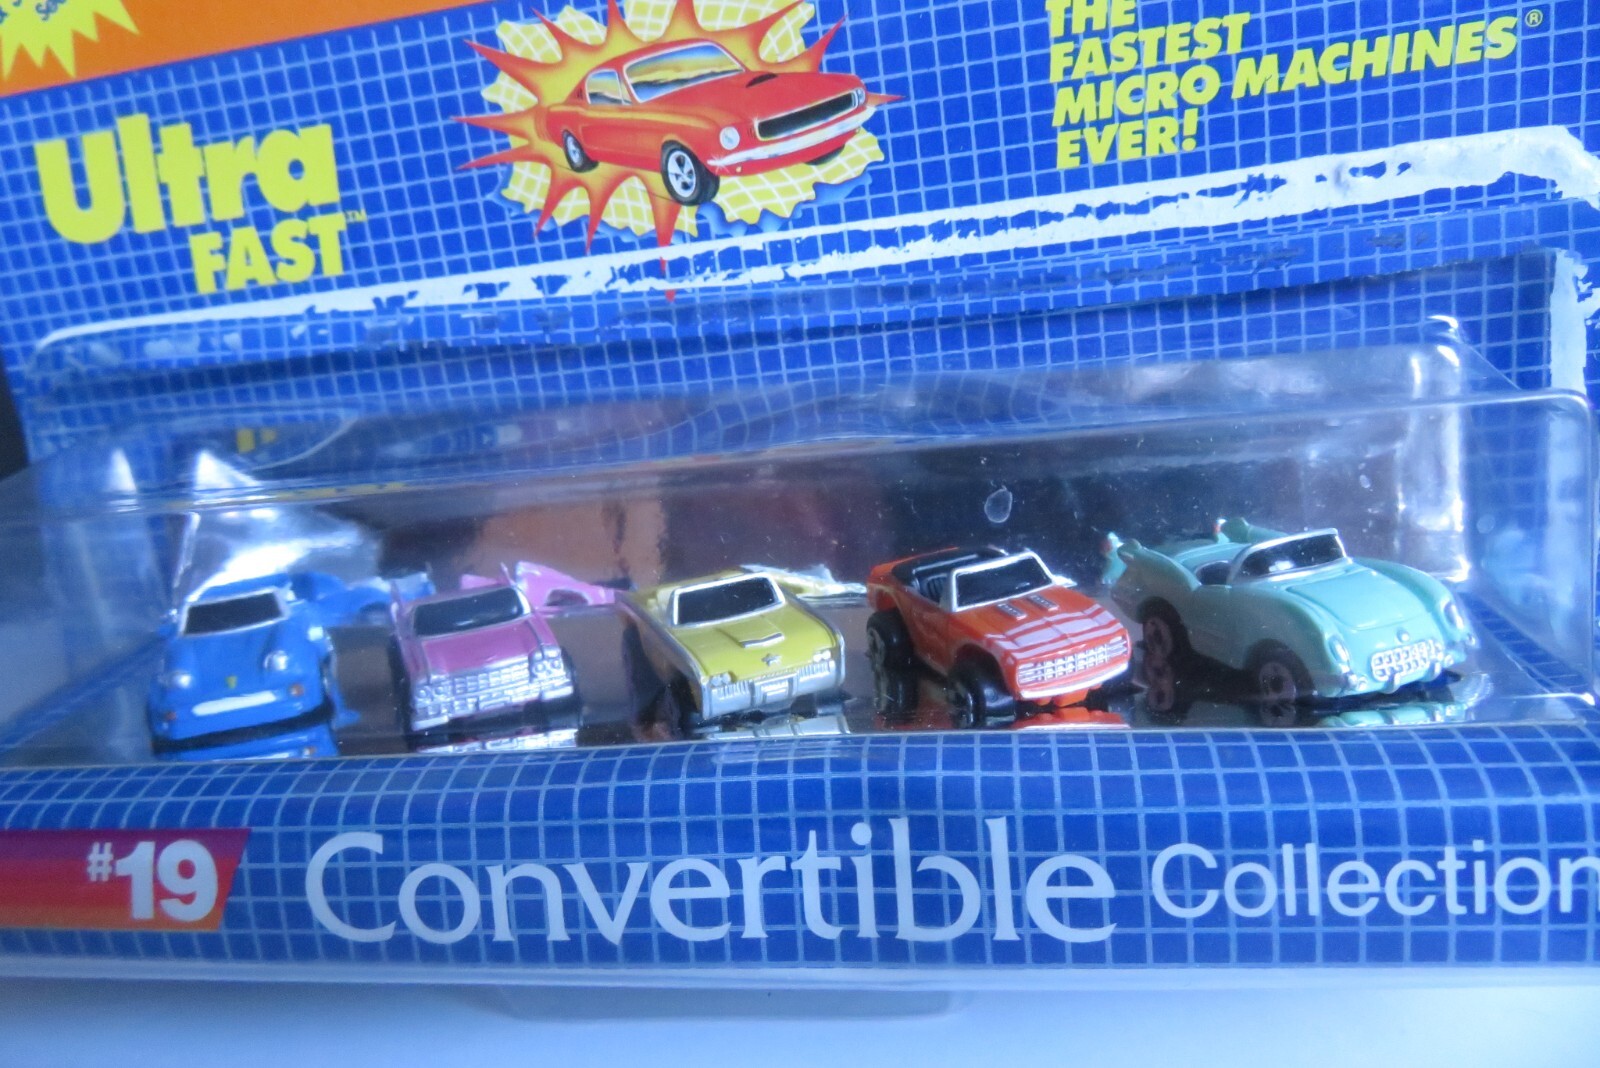 Ultra
FAST™
THE
FASTEST
MICRO MACHINES®
EVER!
#19
Convertible Collection